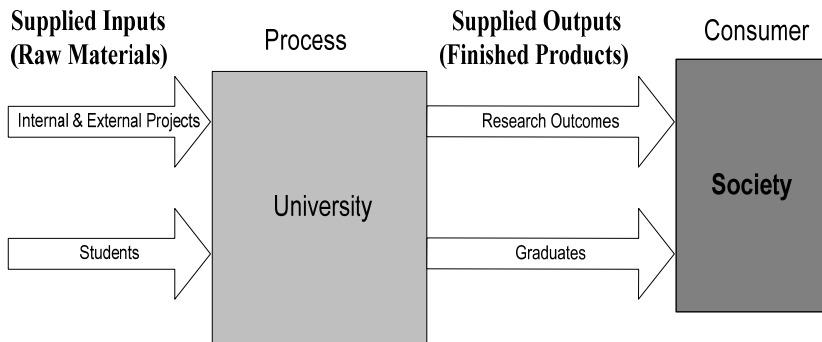 Supplied Inputs
(Raw Materials)
Process
Supplied Outputs
(Finished Products)
Consumer
Internal & External Projects
Research Outcomes
Students
University
Graduates
Society